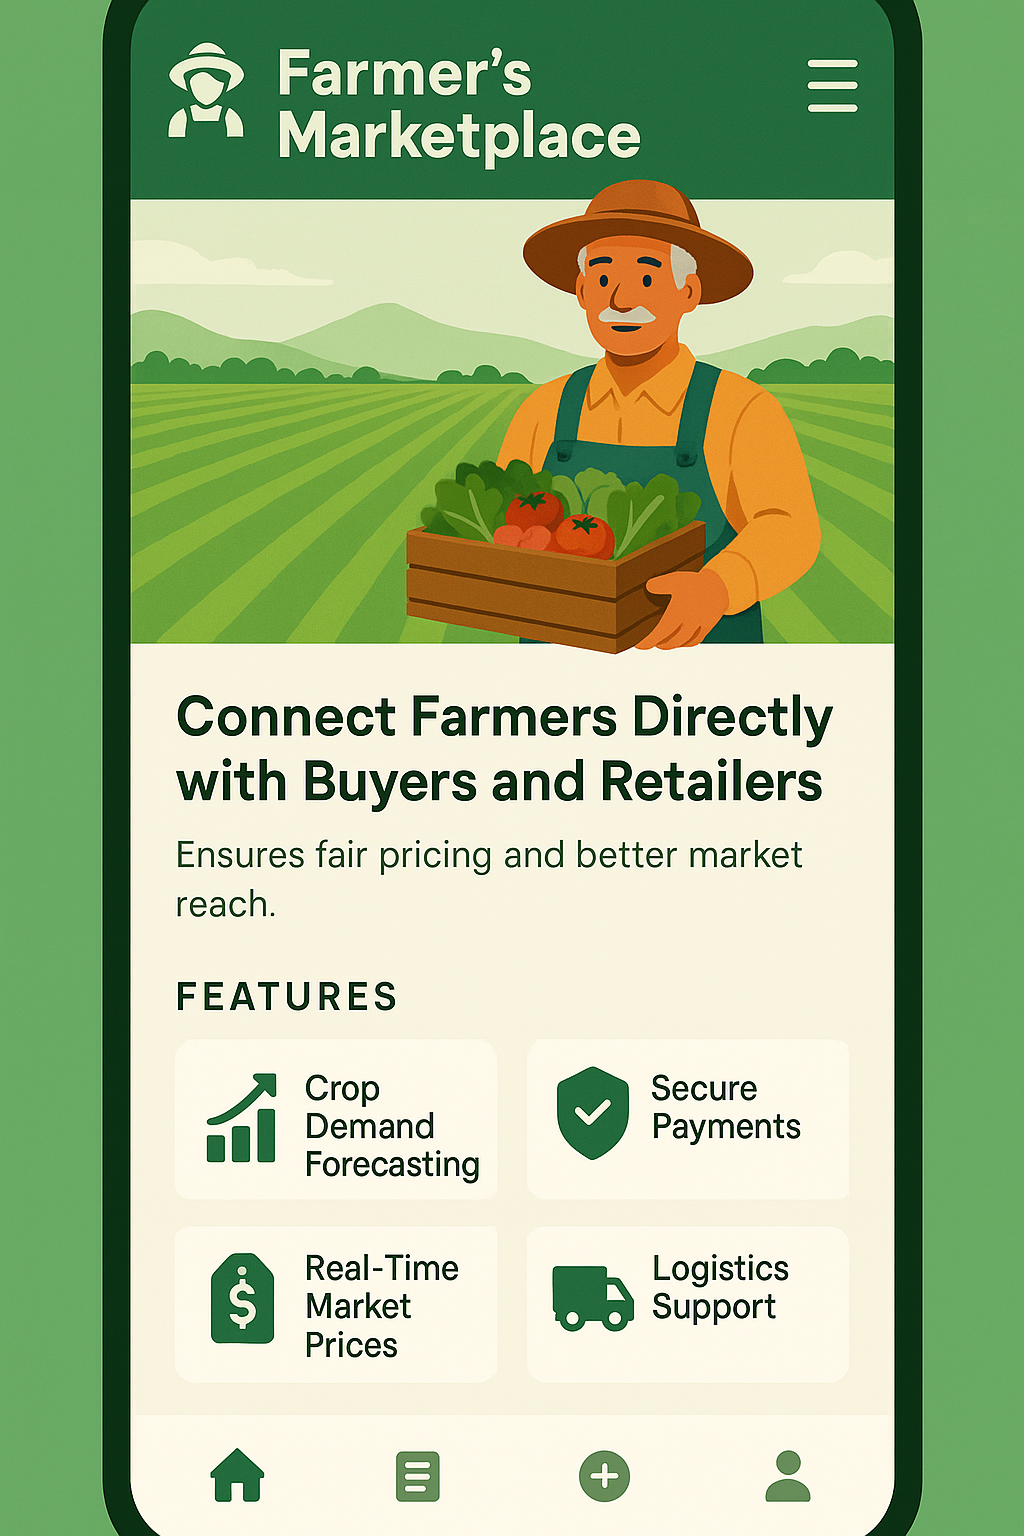 Farmer’s
Marketplace
Connect Farmers Directly
with Buyers and Retailers
Ensures fair pricing and better market
reach.
FEATURES
Crop
Demand
Forecasting
Secure
Payments
$
Real-Time
Market
Prices
Logistics
Support